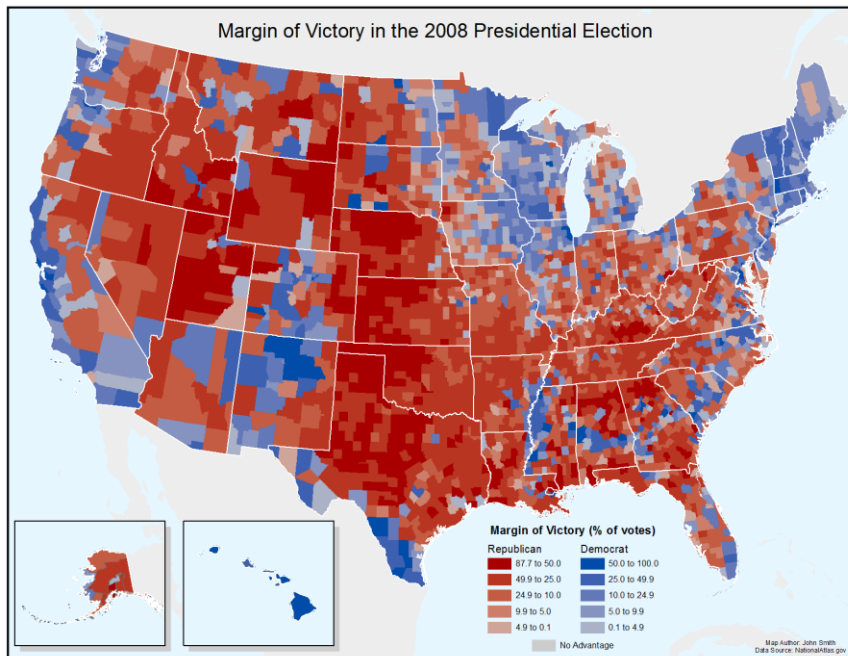 Margin of Victory in the 2008 Presidential Election
Margin of Victory (% of votes)
Republican
87.7 to 50.0
49.9 to 25.0
24.9 to 10.0
9.9 to 5.0
4.9 to 0.1
Democrat
50.0 to 100.0
25.0 to 49.9
10.0 to 24.9
5.0 to 9.9
0.1 to 4.9
No Advantage
Map Author: John Smith
Data Source: NationalAtlas.gov